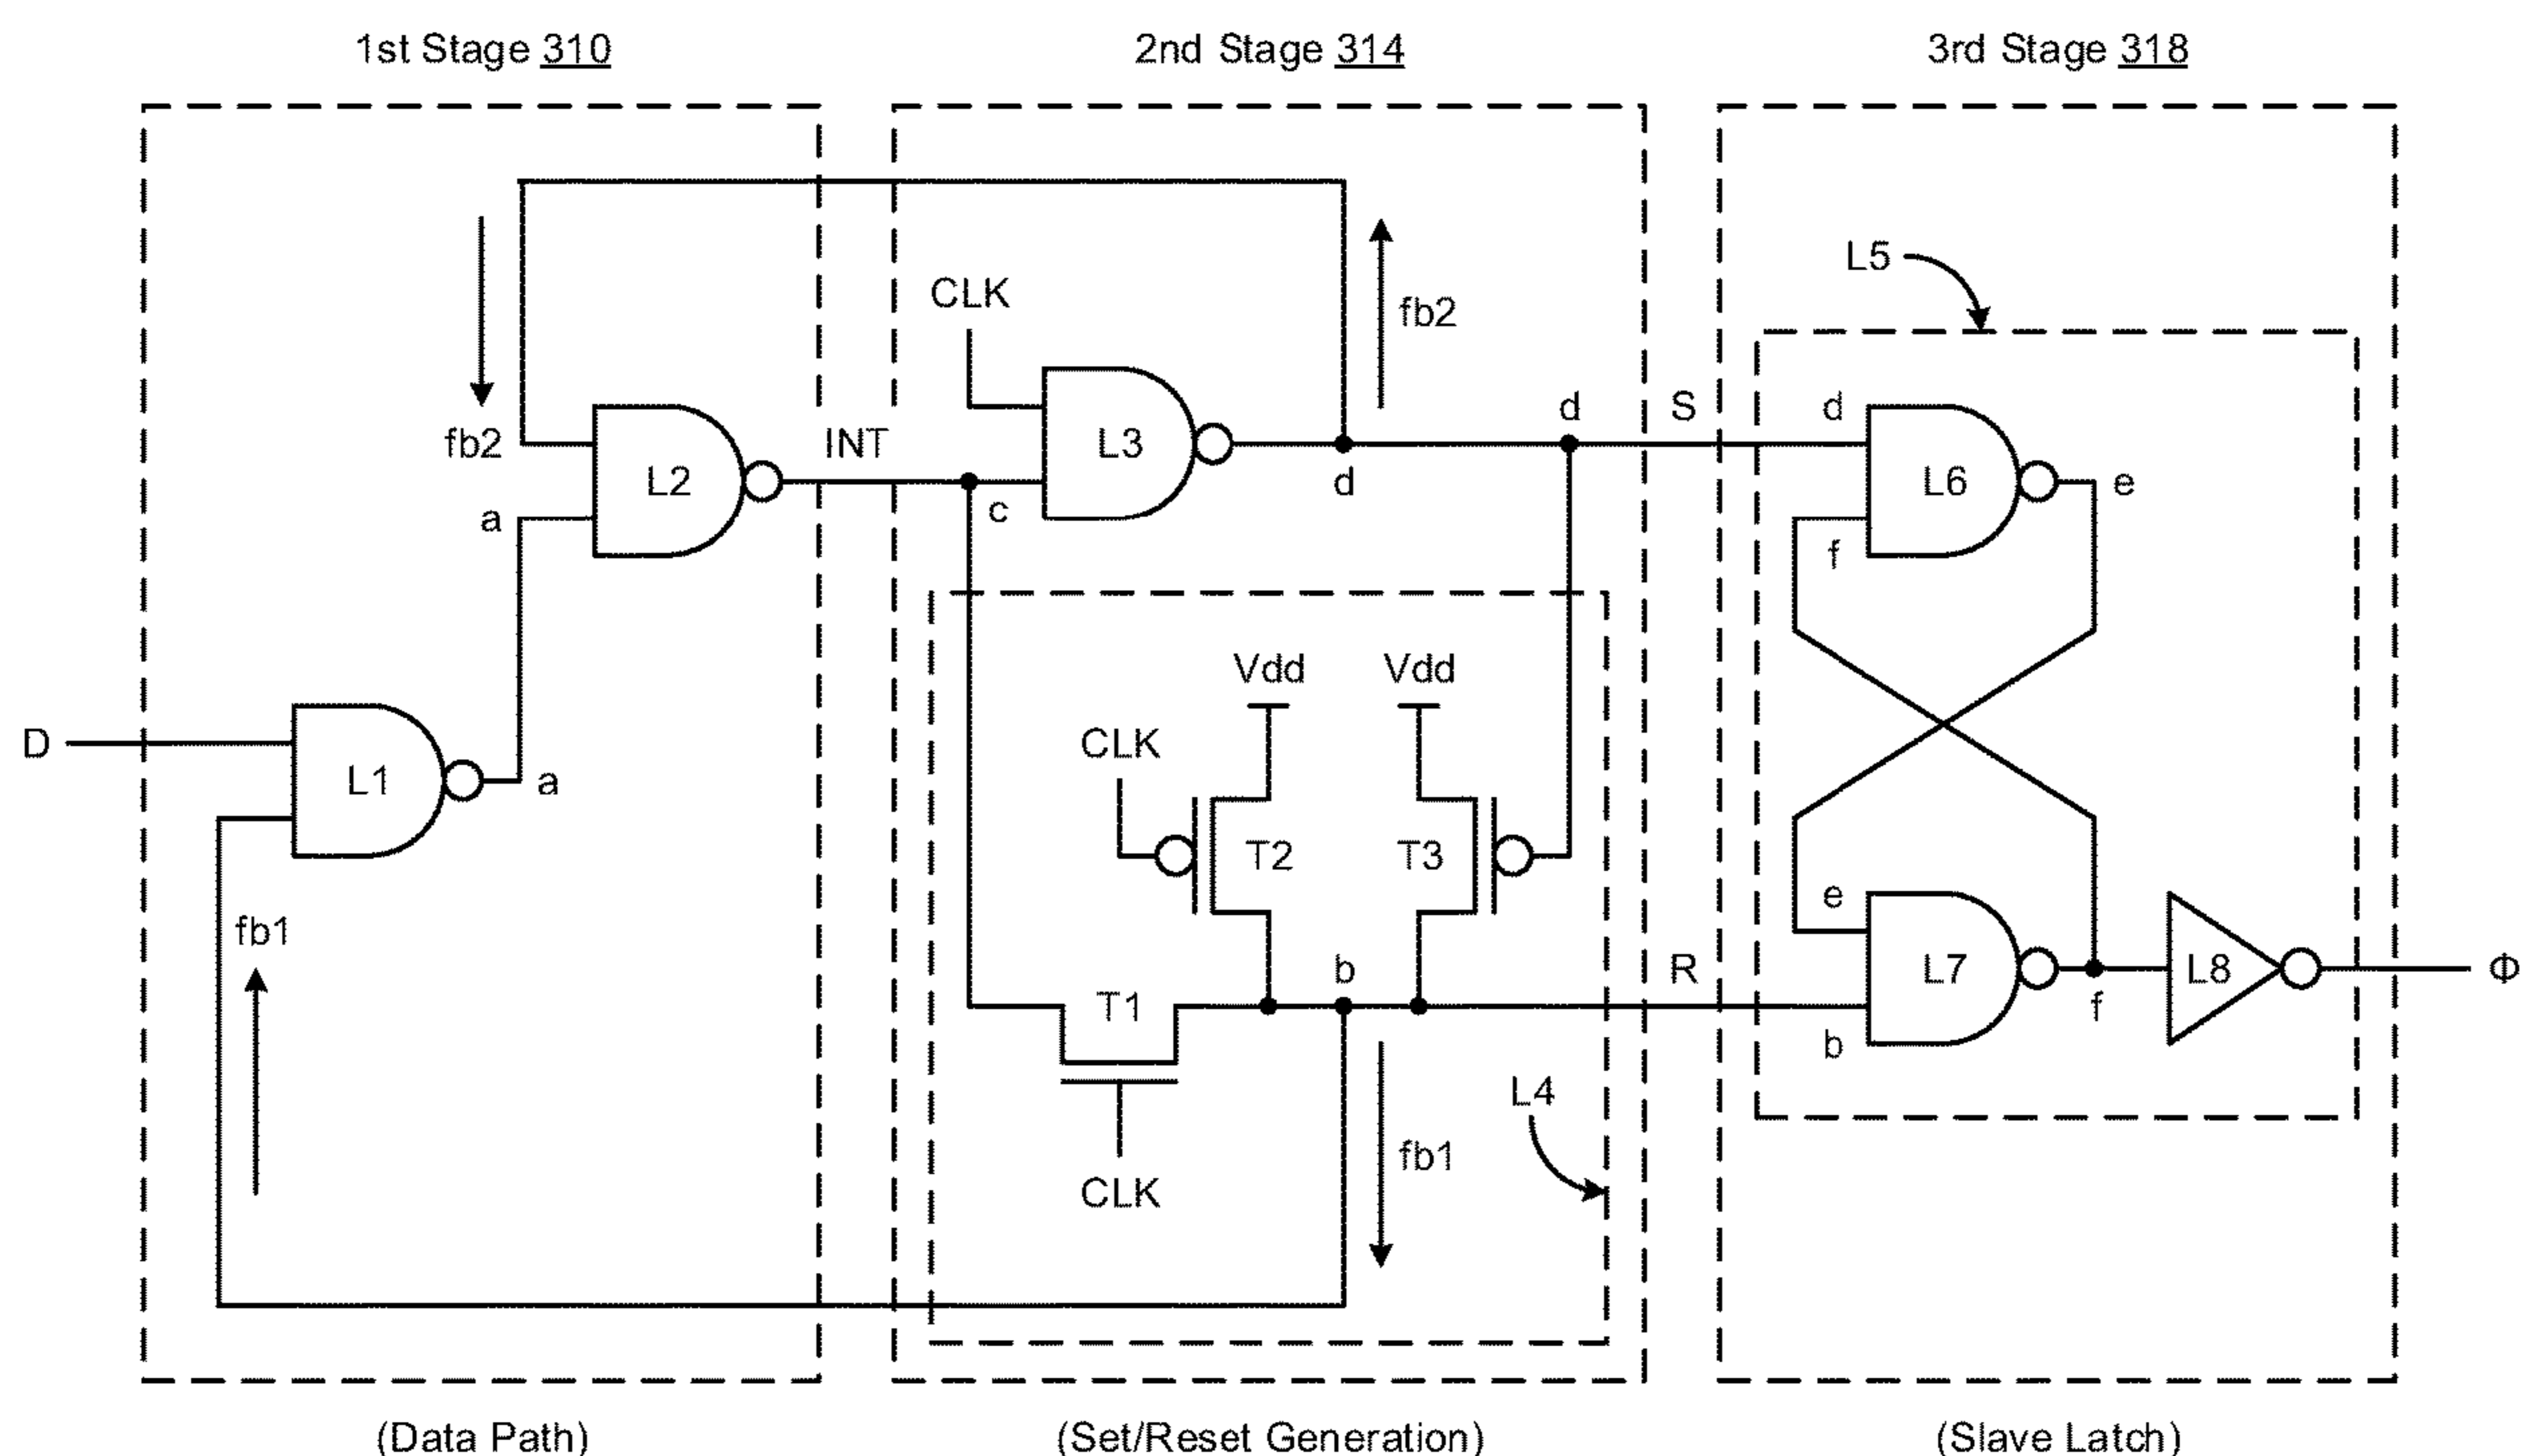 1st Stage 310
2nd Stage 314
3rd Stage 318
L5
CLK
fb2
d
S
d
fb2
L2
INT
L3
L6
e
a
c
d
f
Vdd
Vdd
D
CLK
L1
a
T2
T3
e
fb1
b
R
L7
L8
Φ
T1
f
b
L4
fb1
CLK
(Data Path)
(Set/Reset Generation)
(Slave Latch)